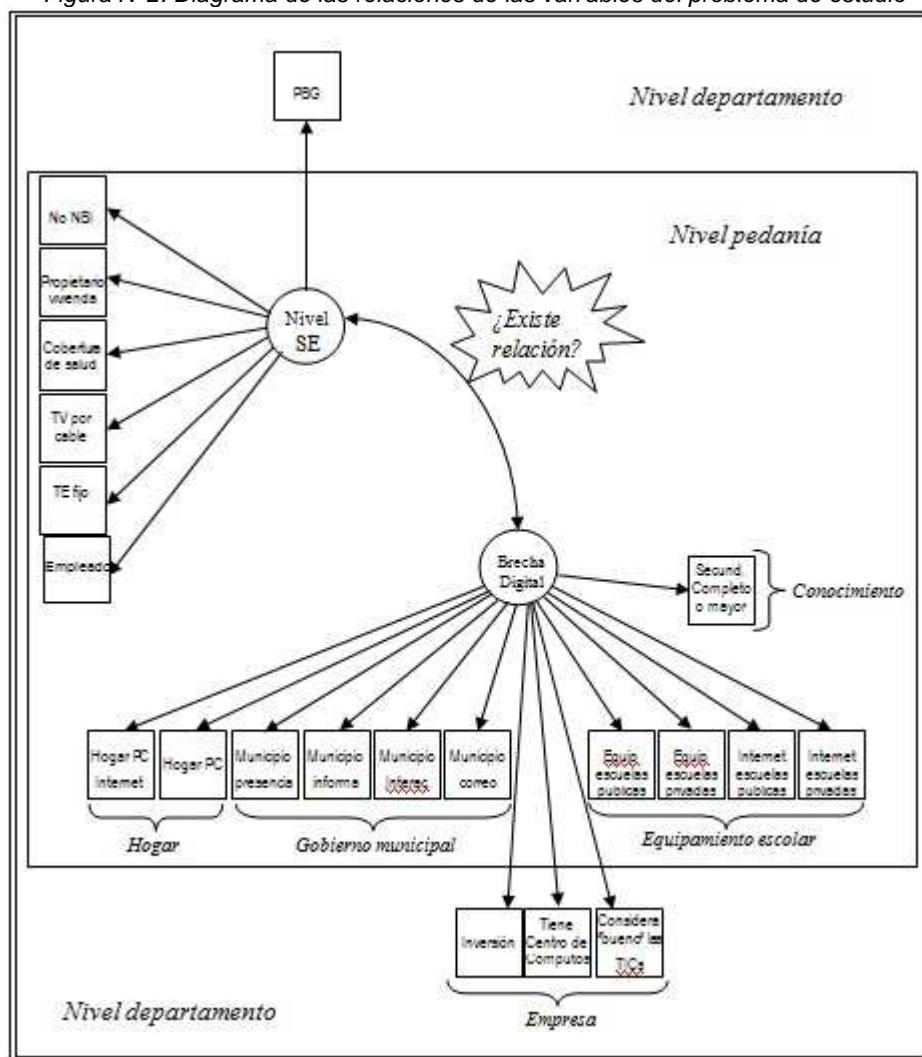 Figura N°2: Diagrama de las relaciones de las variables del problema de estudio
PBG
Nivel departamento
No NBI
Nivel pedanía
Propietario
vivienda
Nivel
SE
¿Existe
relación?
Cobertura
de salud
TV por
cable
TE fijo
Empleado
Brecha
Digital
Secund.
Completo
o mayor
Conocimiento
Hogar PC
Internet
Hogar PC
Municipio
presencia
Municipio
informa
Municipio
Interac.
Municipio
correo
Equip.
escuelas
publicas
Equip.
escuelas
privadas
Internet
escuelas
publicas
Internet
escuelas
privadas
Hogar
Gobierno municipal
Equipamiento escolar
Inversión
Tiene
Centro de
Computos
Considera
"bueno" las
TICs
Nivel departamento
Empresa